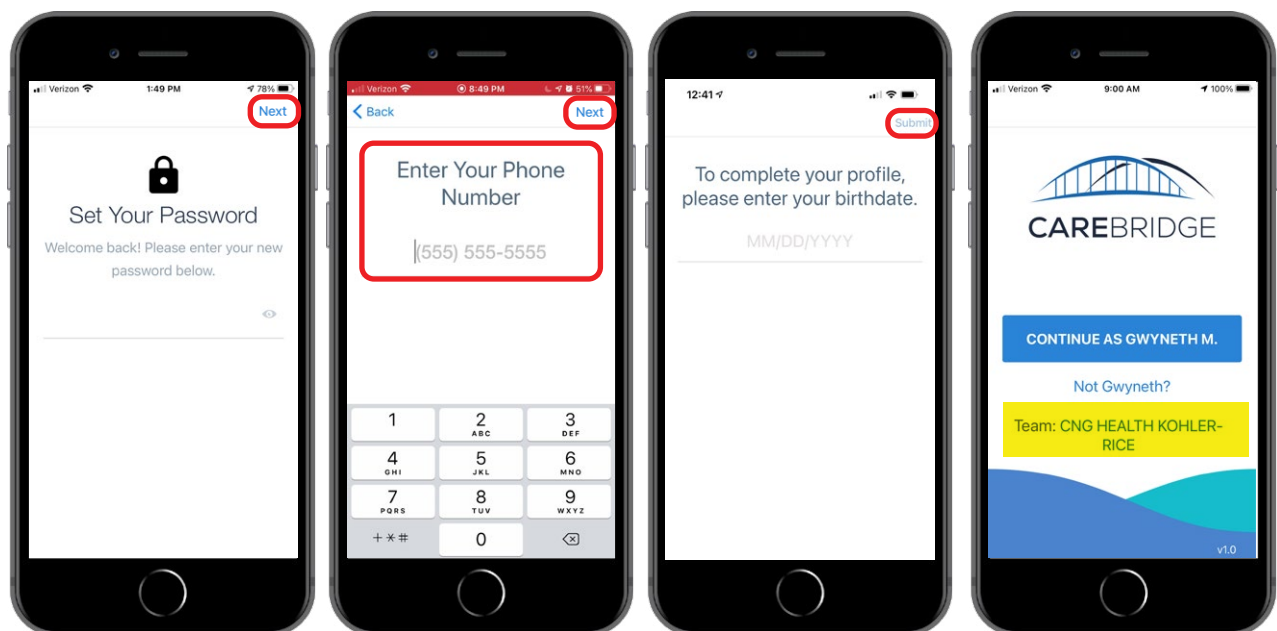 Verizon 1:49 PM 78%
Next
Set Your Password
Welcome back! Please enter your new
password below.
Verizon 8:49 PM 51%
Back Next
Enter Your Phone
Number
(555) 555-5555
1 2 3
ABC DEF
4 5 6
GHI JKL MNO
7 8 9
PQRS TUV WXYZ
+*# 0
12:41
Submit
To complete your profile,
please enter your birthdate.
MM/DD/YYYY
Verizon 9:00 AM 100%
CAREBRIDGE
CONTINUE AS GWYNETH M.
Not Gwyneth?
Team: CNG HEALTH KOHLER-
RICE
v1.0